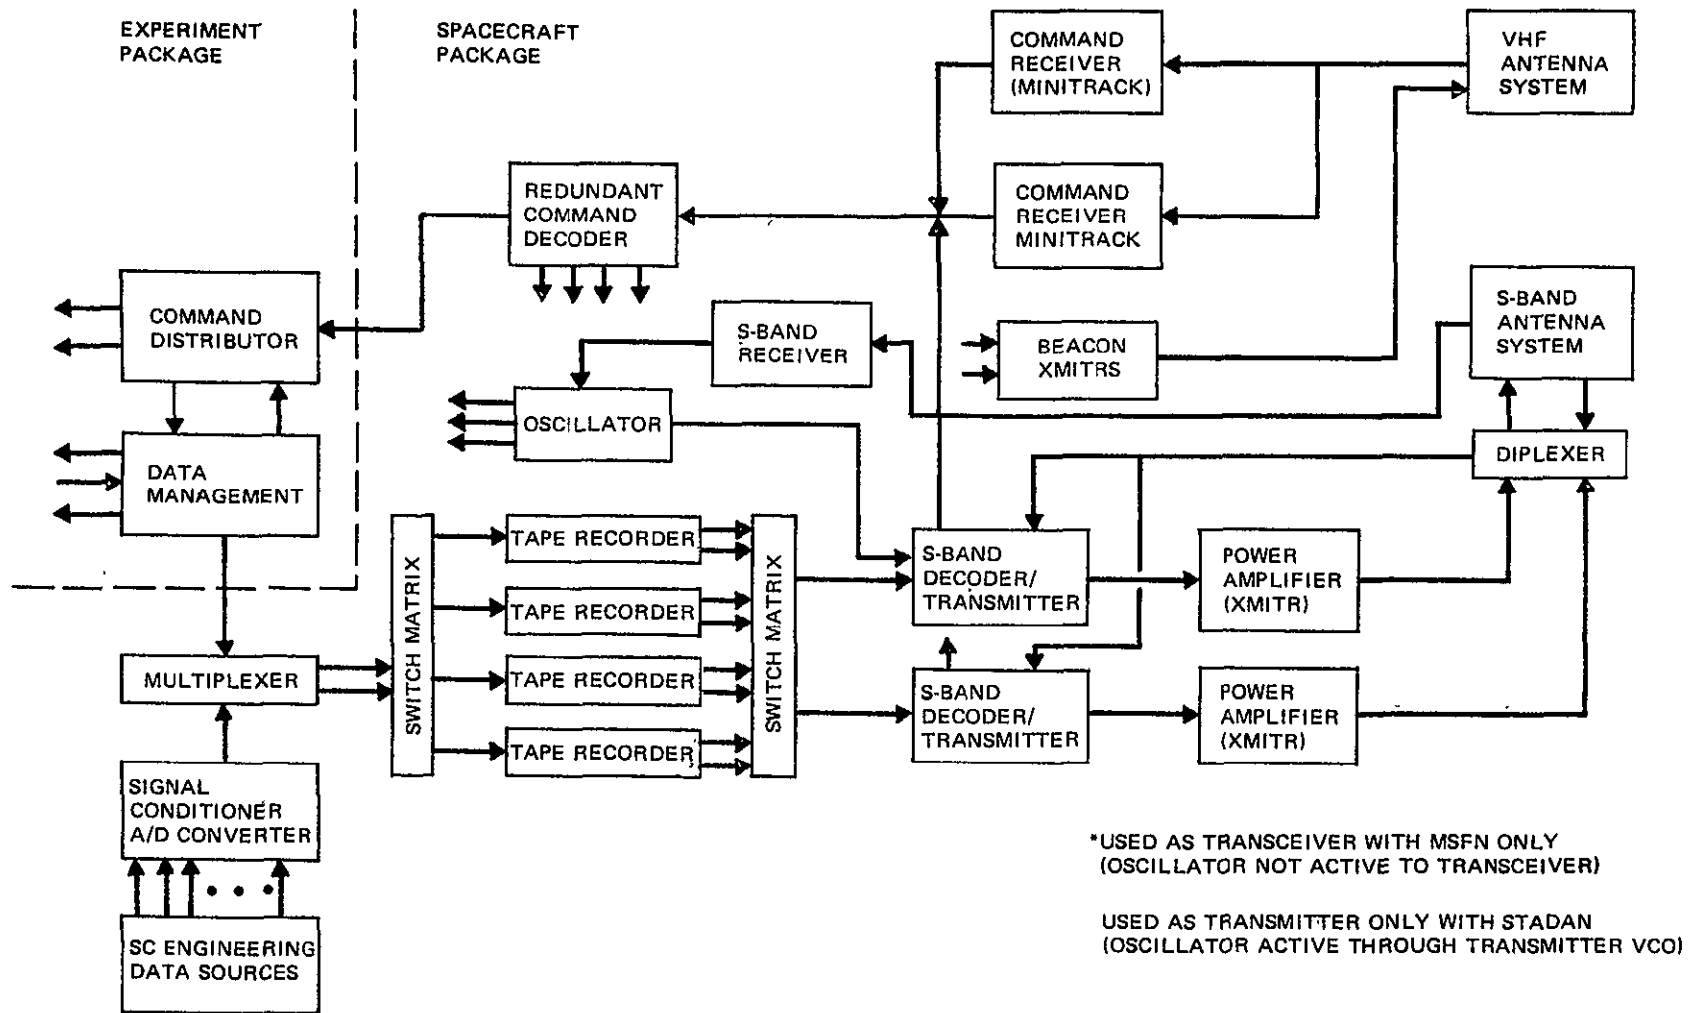 EXPERIMENT
PACKAGE
SPACECRAFT
PACKAGE
COMMAND
RECEIVER
(MINITRACK)
VHF
ANTENNA
SYSTEM
REDUNDANT
COMMAND
DECODER
COMMAND
RECEIVER
MINITRACK
COMMAND
DISTRIBUTOR
S-BAND
RECEIVER
BEACON
XMITRS
S-BAND
ANTENNA
SYSTEM
OSCILLATOR
DIPLEXER
DATA
MANAGEMENT
SWITCH MATRIX
TAPE RECORDER
TAPE RECORDER
TAPE RECORDER
TAPE RECORDER
SWITCH MATRIX
S-BAND
DECODER/
TRANSMITTER
POWER
AMPLIFIER
(XMITR)
MULTIPLEXER
S-BAND
DECODER/
TRANSMITTER
POWER
AMPLIFIER
(XMITR)
SIGNAL
CONDITIONER
A/D CONVERTER
SC ENGINEERING
DATA SOURCES
*USED AS TRANSCEIVER WITH MSFN ONLY
(OSCILLATOR NOT ACTIVE TO TRANSCEIVER)
USED AS TRANSMITTER ONLY WITH STADAN
(OSCILLATOR ACTIVE THROUGH TRANSMITTER VCO)